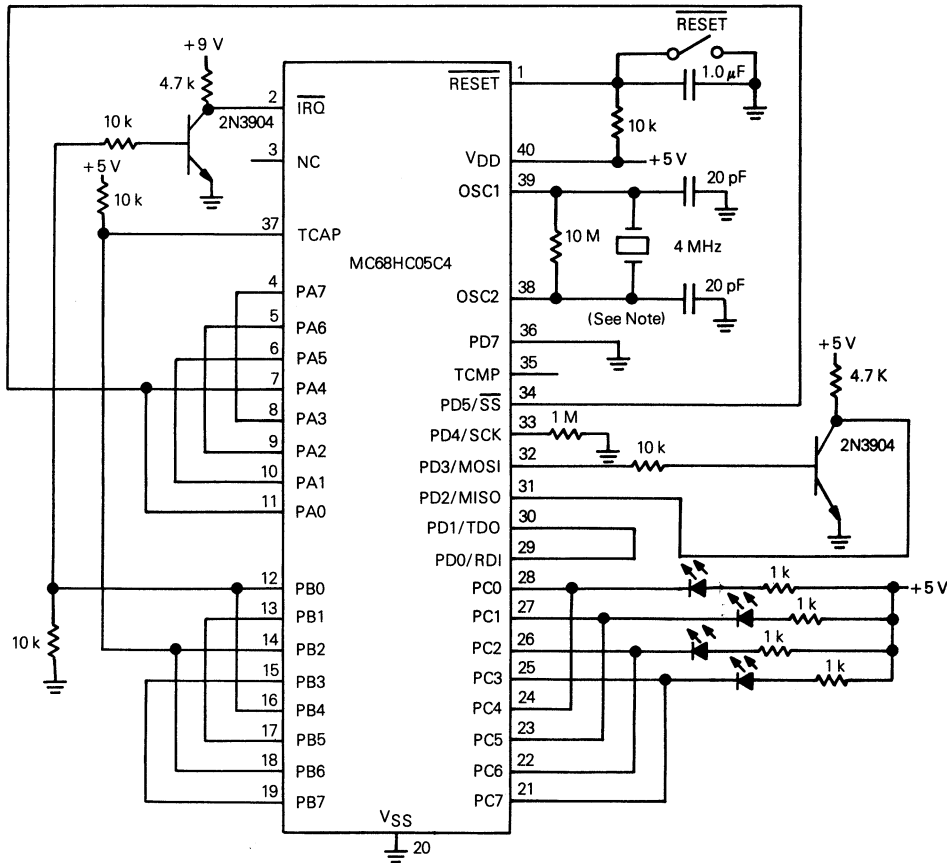 RESET
+9 V
4.7 k
2
IRQ
2N3904
10 k
3
NC
+5 V
10 k
37
TCAP
MC68HC05C4
4
PA7
5
PA6
6
PA5
7
PA4
8
PA3
9
PA2
10
PA1
11
PA0
12
PB0
13
PB1
14
PB2
15
PB3
16
PB4
17
PB5
18
PB6
19
PB7
10 k
VSS
20
RESET
1
1.0 μF
10 k
VDD
40
+5 V
OSC1
39
20 pF
10 M
4 MHz
OSC2
38
20 pF
(See Note)
PD7
36
TCMP
35
PD5/SS
34
PD4/SCK
33
1 M
PD3/MOSI
32
10 k
+5 V
4.7 K
2N3904
PD2/MISO
31
PD1/TDO
30
PD0/RDI
29
PC0
28
1 k
+5 V
PC1
27
1 k
PC2
26
1 k
PC3
25
1 k
PC4
24
PC5
23
PC6
22
PC7
21